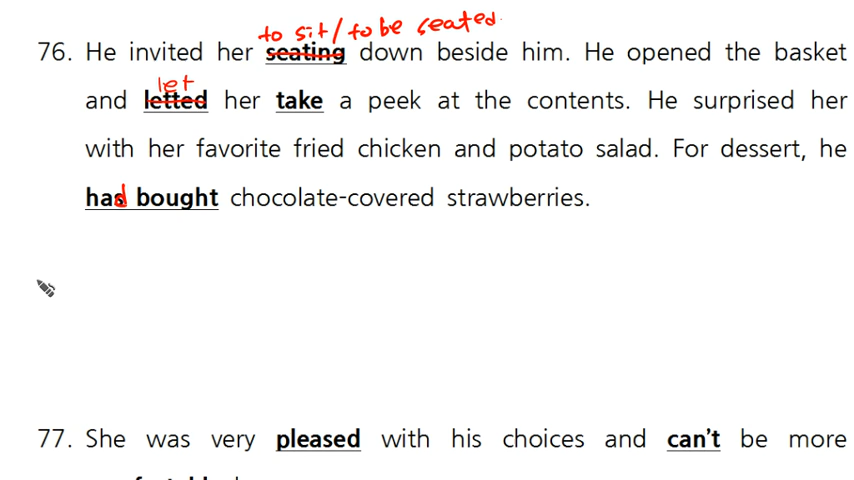 to sit/to be seated.
76. He invited her seating down beside him. He opened the basket
let
and letted her take a peek at the contents. He surprised her
with her favorite fried chicken and potato salad. For dessert, he
had bought chocolate-covered strawberries.
77. She was very pleased with his choices and can't be more